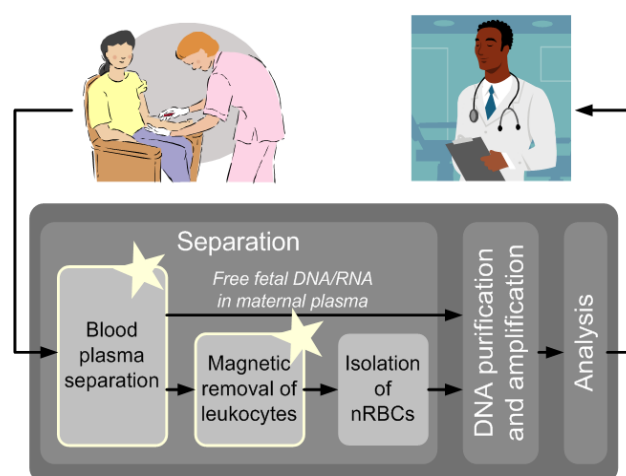 Separation
Free fetal DNA/RNA
in maternal plasma
Blood
plasma
separation
Magnetic
removal of
leukocytes
Isolation
of
nRBCs
DNA purification
and amplification
Analysis